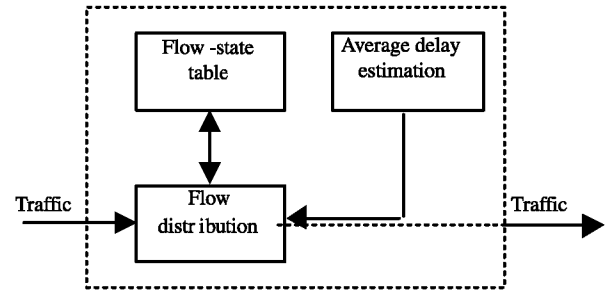 Flow -state
table
Average delay
estimation
Traffic
Flow
distr ibution
Traffic